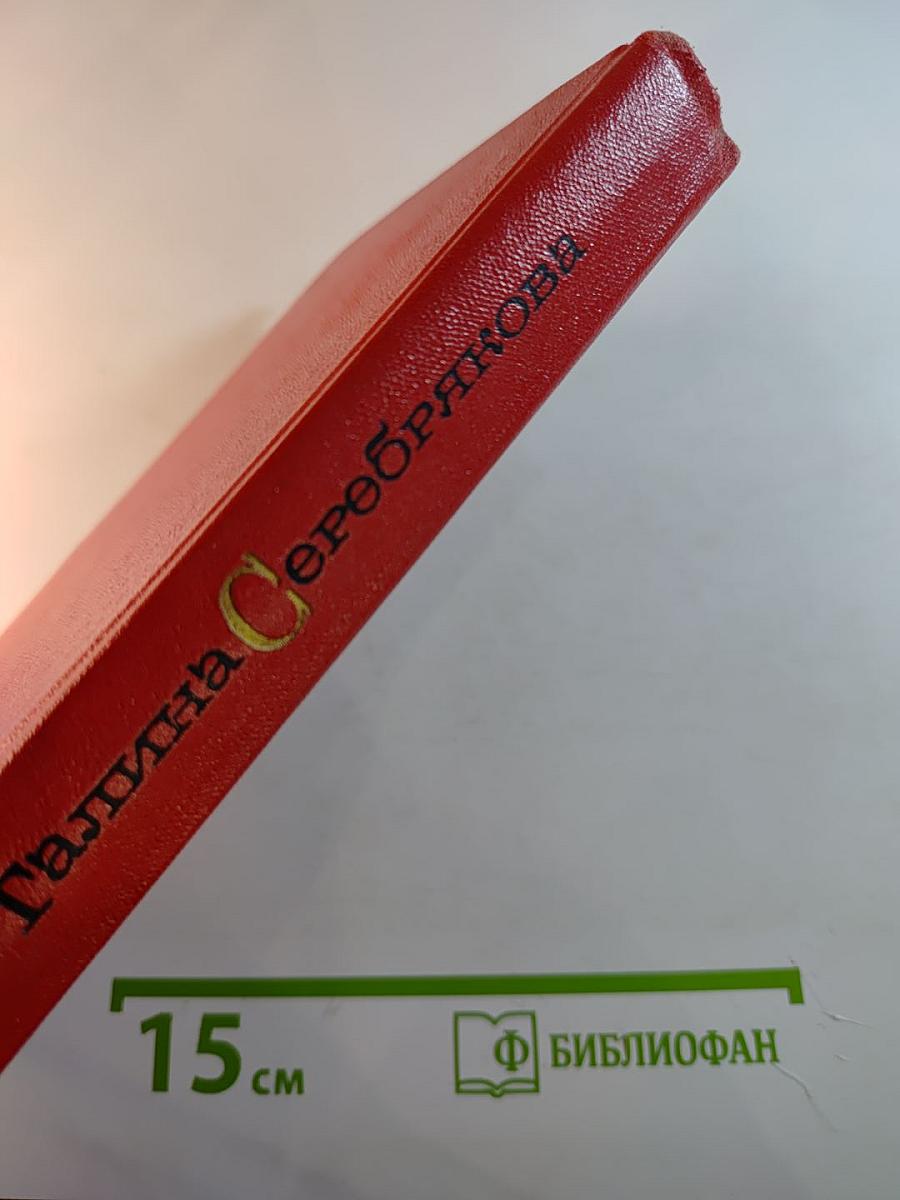 Галина Серебрякова
15 см
Ф БИБЛИОФАН